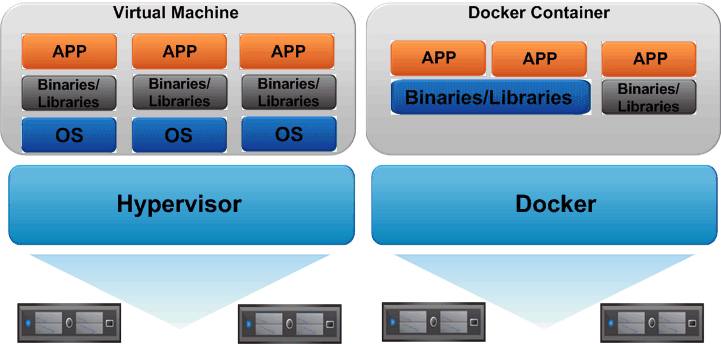 Virtual Machine
APP APP APP
Binaries/ Binaries/ Binaries/
Libraries Libraries Libraries
OS OS OS
Hypervisor
Docker Container
APP APP APP
Binaries/Libraries
Binaries/
Libraries
Docker